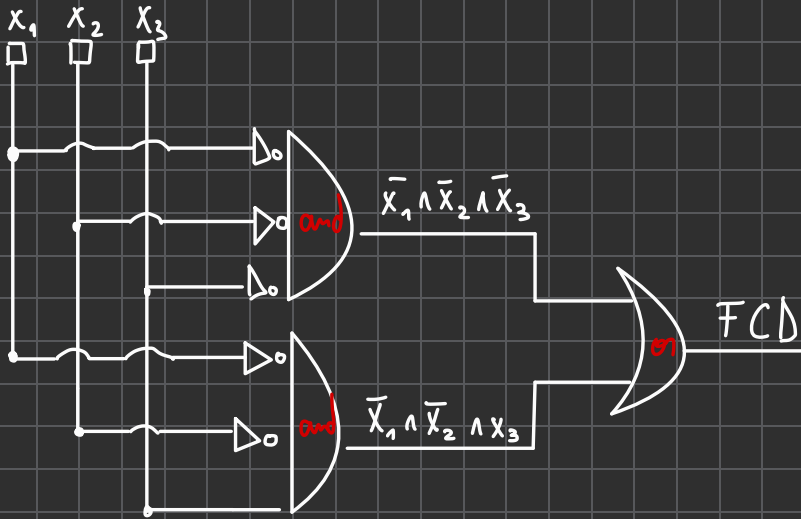 X₁ X₂ X₃
and
x̄₁ ∧ x̄₂ ∧ x̄₃
and
x̄₁ ∧ x̄₂ ∧ x₃
or
FCD